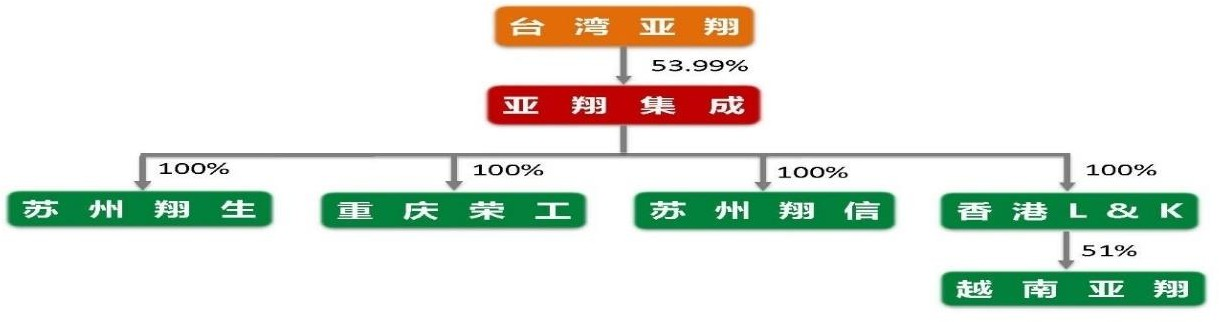 台湾亚翔
53.99%
亚翔集成
100% 100% 100% 100%
苏州翔生 重庆荣工 苏州翔信 香港L&K
51%
越南亚翔